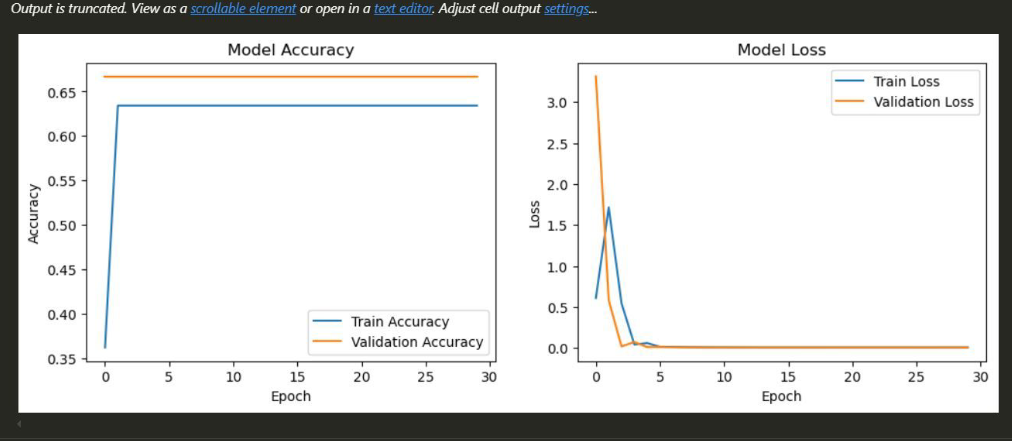 Output is truncated. View as a scrollable element or open in a text editor. Adjust cell output settings...
Model Accuracy
0.65
0.60
0.55
0.50
0.45
0.40
0.35
Accuracy
Train Accuracy
Validation Accuracy
0 5 10 15 20 25 30
Epoch
Model Loss
Train Loss
Validation Loss
3.0
2.5
2.0
1.5
1.0
0.5
0.0
Loss
0 5 10 15 20 25 30
Epoch